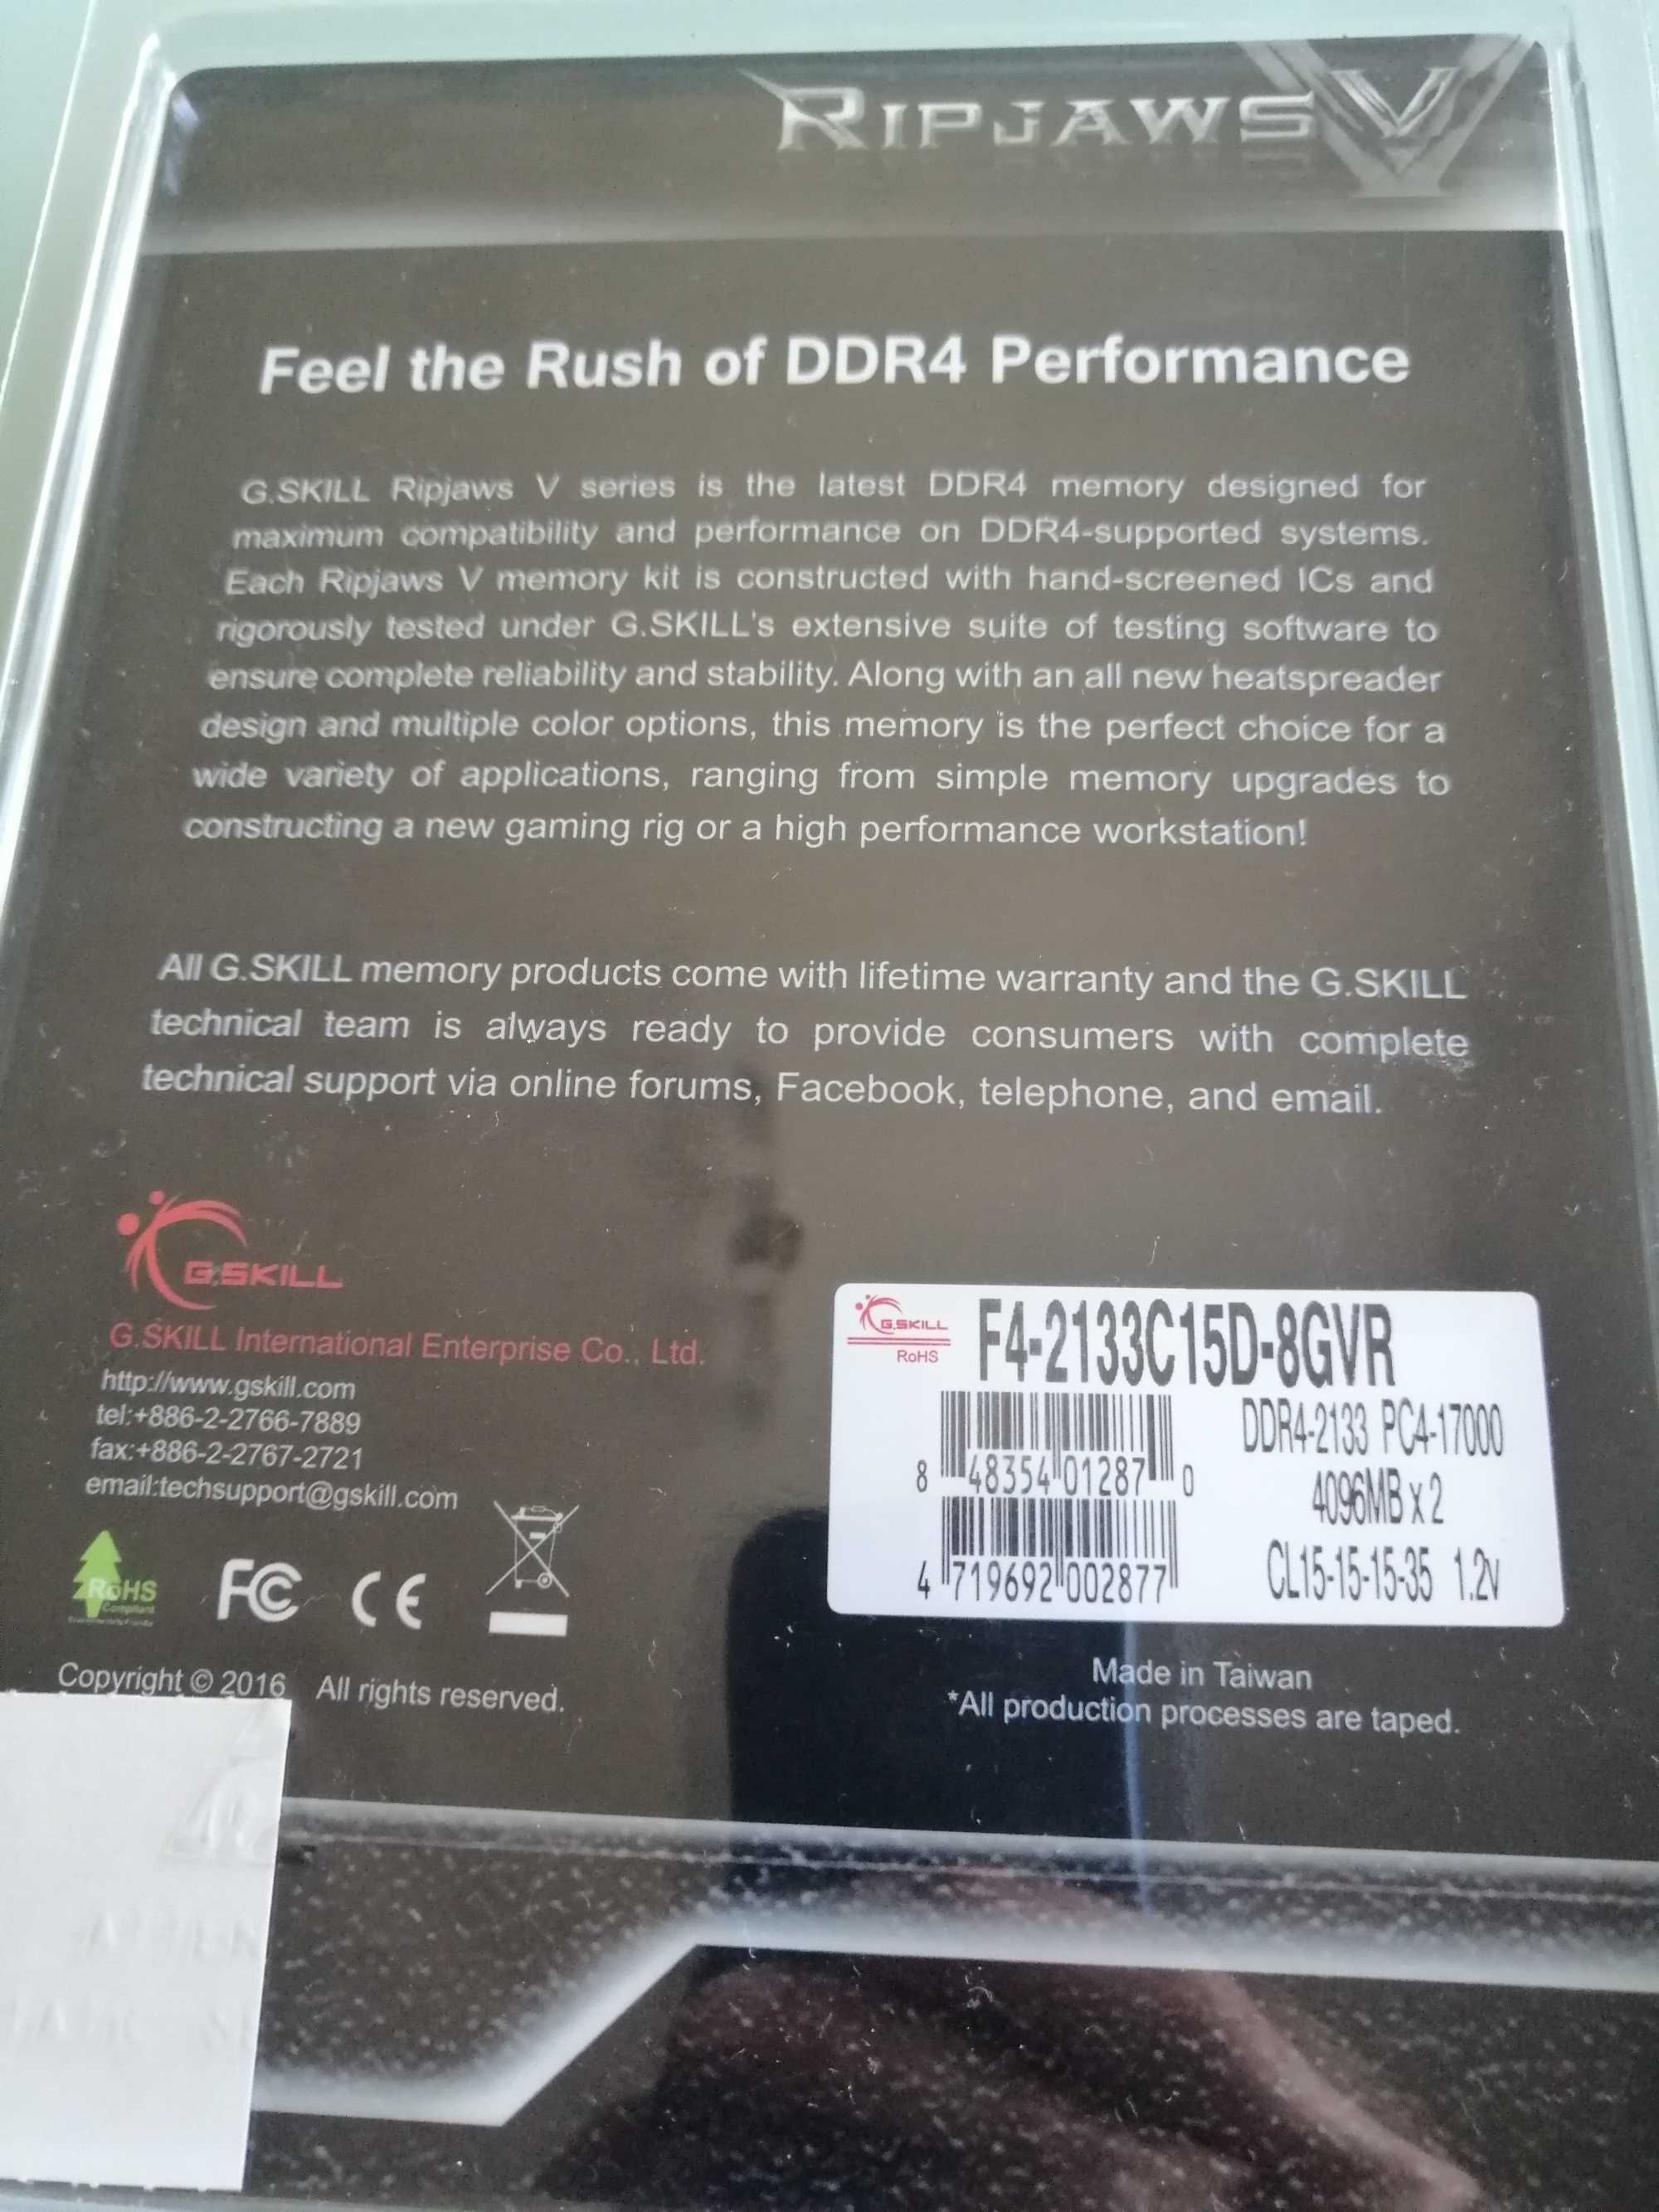 RIPJAWS V
Feel the Rush of DDR4 Performance
G.SKILL Ripjaws V series is the latest DDR4 memory designed for
maximum compatibility and performance on DDR4-supported systems.
Each Ripjaws V memory kit is constructed with hand-screened ICs and
rigorously tested under G.SKILL's extensive suite of testing software to
ensure complete reliability and stability. Along with an all new heatspreader
design and multiple color options, this memory is the perfect choice for a
wide variety of applications, ranging from simple memory upgrades to
constructing a new gaming rig or a high performance workstation!
All G.SKILL memory products come with lifetime warranty and the G.SKILL
technical team is always ready to provide consumers with complete
technical support via online forums, Facebook, telephone, and email.
G.SKILL
G.SKILL International Enterprise Co., Ltd.
http://www.gskill.com
tel:+886-2-2766-7889
fax:+886-2-2767-2721
email:techsupport@gskill.com
RoHS
Compliant
FC CE
Copyright © 2016 All rights reserved.
G.SKILL
RoHS
F4-2133C15D-8GVR
DDR4-2133 PC4-17000
4096MB x 2
CL15-15-15-35 1.2v
8 48354 01287 0
4 719692 002877
Made in Taiwan
*All production processes are taped.